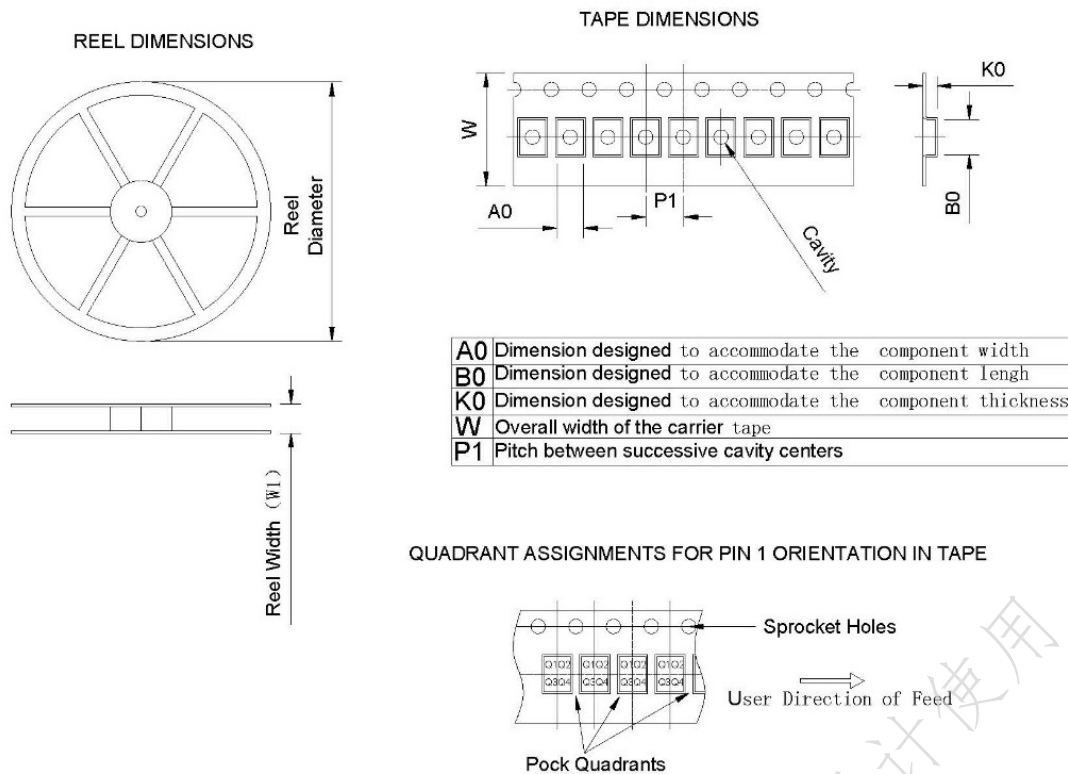 REEL DIMENSIONS
Reel
Diameter
Reel Width (W1)
TAPE DIMENSIONS
W
A0
P1
Cavity
K0
B0
A0 Dimension designed to accommodate the component width
B0 Dimension designed to accommodate the component lengh
K0 Dimension designed to accommodate the component thickness
W Overall width of the carrier tape
P1 Pitch between successive cavity centers
QUADRANT ASSIGNMENTS FOR PIN 1 ORIENTATION IN TAPE
Sprocket Holes
Q1Q2 Q1Q2 Q1Q2 Q1Q2
Q3Q4 Q3Q4 Q3Q4 Q3Q4
User Direction of Feed
Pock Quadrants
计使用